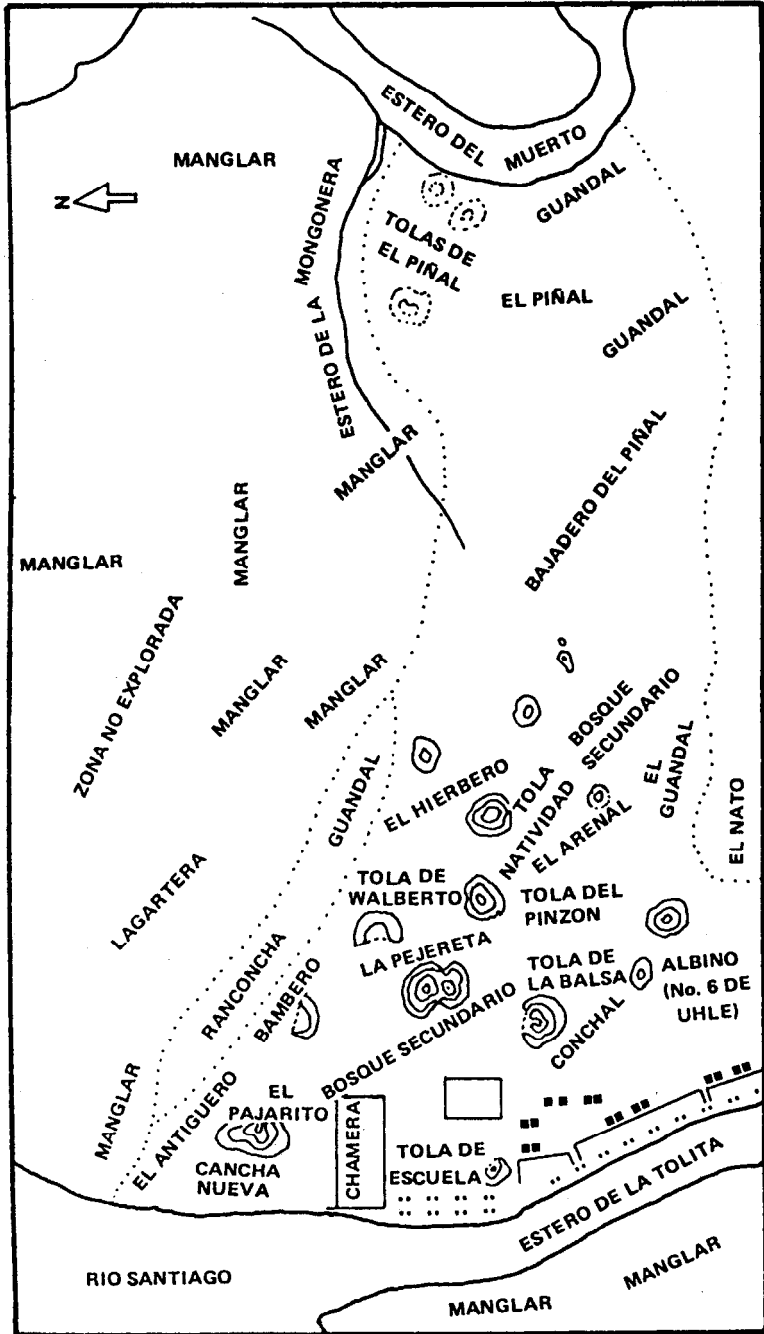 ESTERO DEL
MUERTO
MANGLAR
N
ESTERO DE LA MONGONERA
GUANDAL
TOLAS DE
EL PIÑAL
EL PIÑAL
GUANDAL
MANGLAR
BAJADERO DEL PIÑAL
MANGLAR
MANGLAR
ZONA NO EXPLORADA
MANGLAR
MANGLAR
BOSQUE
SECUNDARIO
GUANDAL
EL HIERBERO
TOLA
NATIVIDAD
EL ARENAL
EL
GUANDAL
EL NATO
LAGARTERA
TOLA DE
WALBERTO
TOLA DEL
PINZON
RANCONCHA
BAMBERO
LA PEJERETA
TOLA DE
LA BALSA
CONCHAL
ALBINO
(No. 6 DE
UHLE)
BOSQUE SECUNDARIO
MANGLAR
EL ANTIGUERO
EL
PAJARITO
CANCHA
NUEVA
CHAMERA
TOLA DE
ESCUELA
ESTERO DE LA TOLITA
RIO SANTIAGO
MANGLAR
MANGLAR